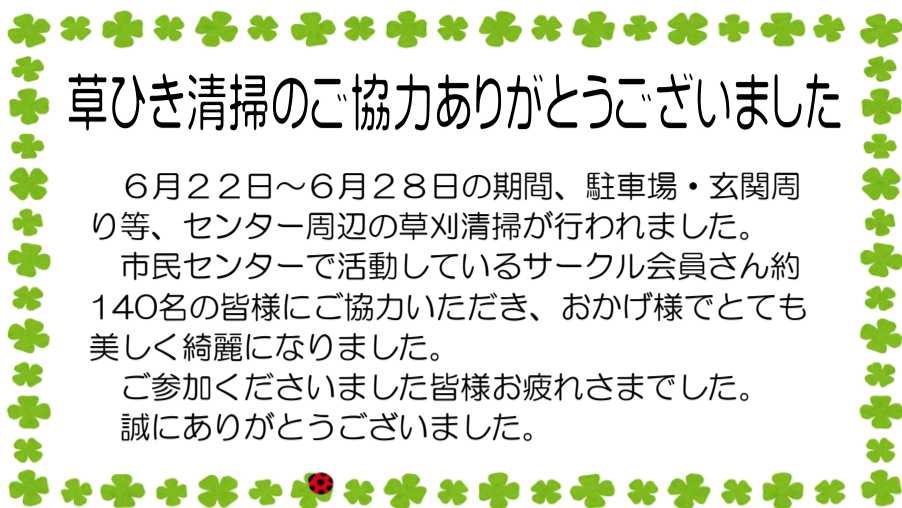 草ひき清掃のご協力ありがとうございました
　６月２２日～６月２８日の期間、駐車場・玄関周
り等、センター周辺の草刈清掃が行われました。
　市民センターで活動しているサークル会員さん約
140名の皆様にご協力いただき、おかげ様でとても
美しく綺麗になりました。
　ご参加くださいました皆様お疲れさまでした。
　誠にありがとうございました。